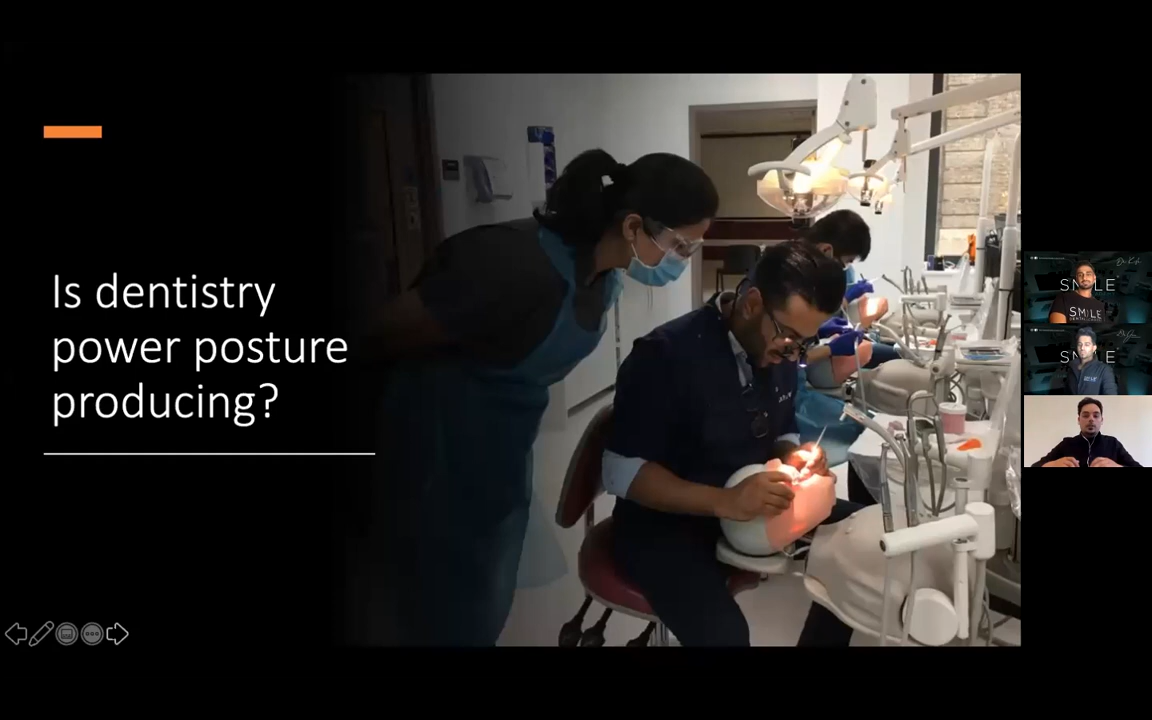 Is dentistry
power posture
producing?
SMILE
SMILE